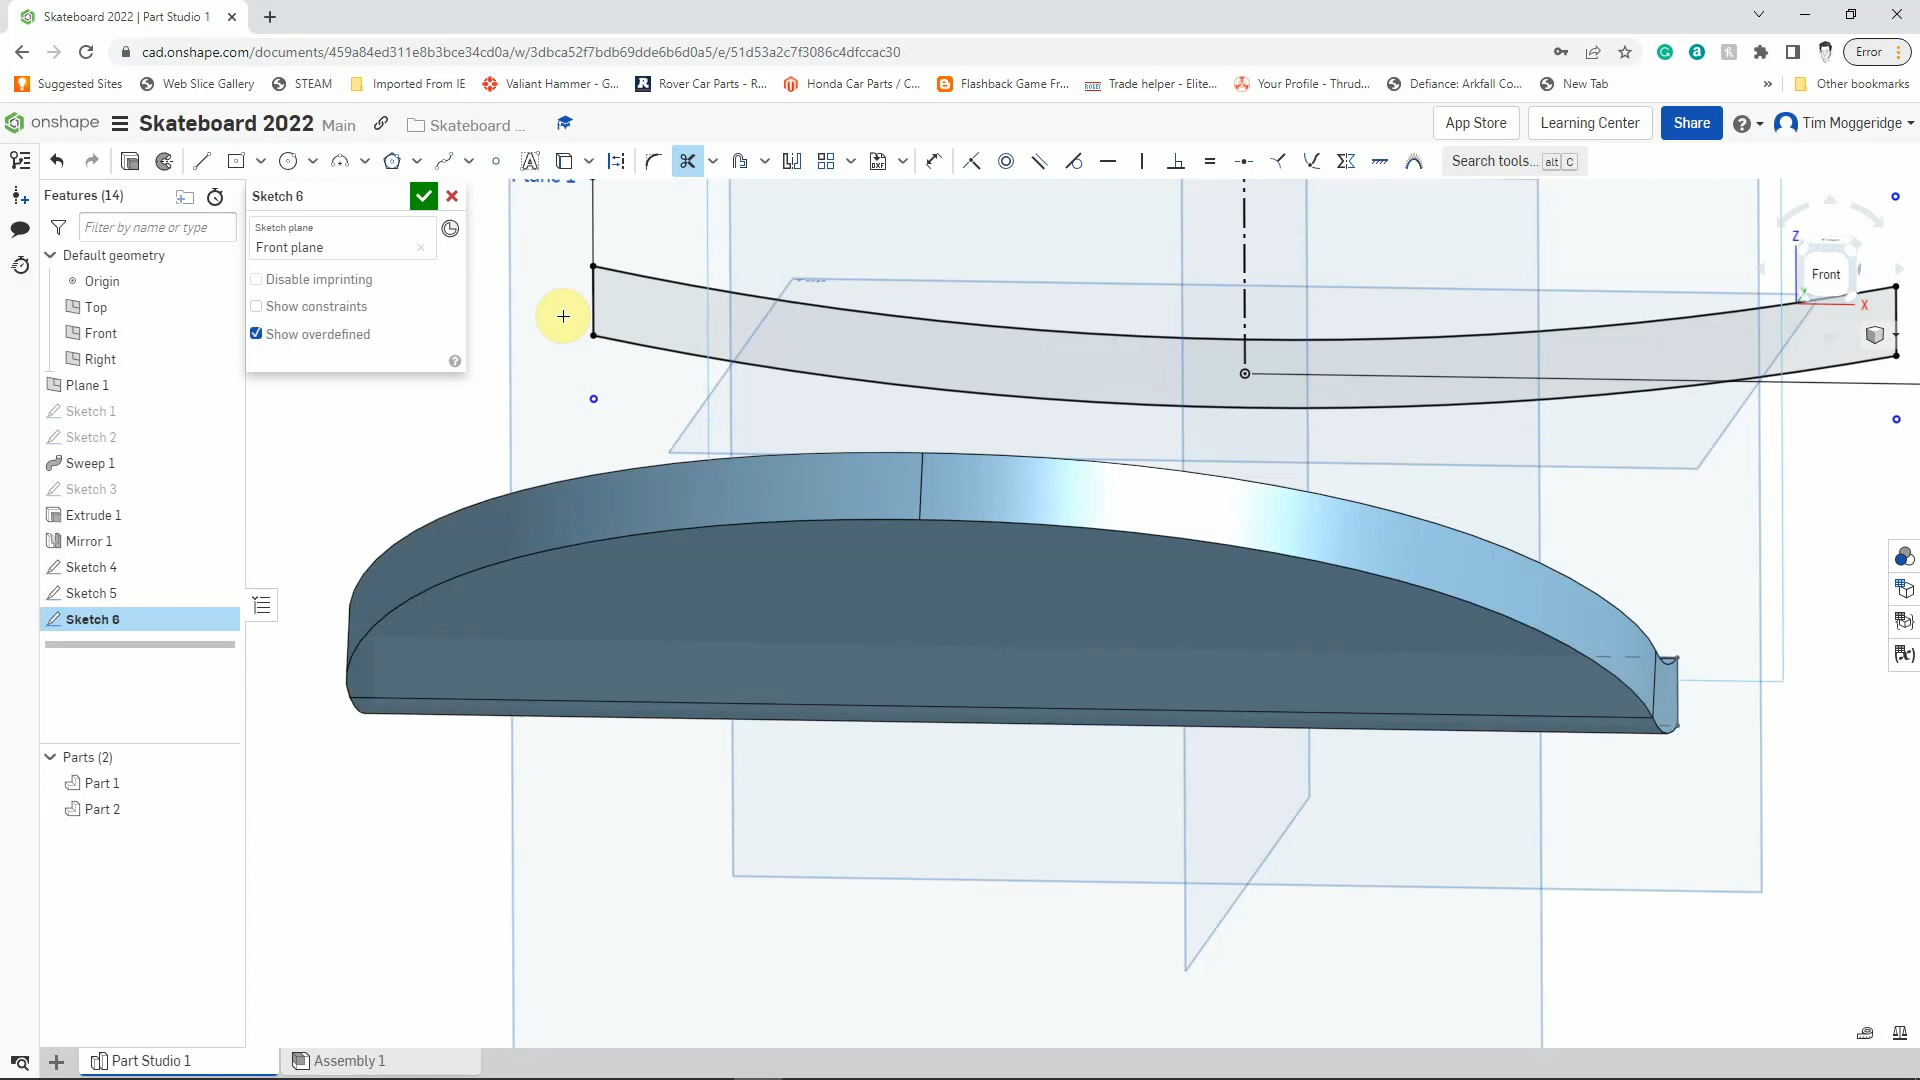 Skateboard 2022 | Part Studio 1
cad.onshape.com/documents/459a84ed311e8b3bce34cd0a/w/3dbca52f7bdb69dde6b6d0a5/e/51d53a2c7f3086c4dfccac30
Error
Suggested Sites
Web Slice Gallery
STEAM
Imported From IE
Valiant Hammer - G...
Rover Car Parts - R...
Honda Car Parts / C...
Flashback Game Fr...
Trade helper - Elite...
Your Profile - Thrud...
Defiance: Arkfall Co...
New Tab
»
Other bookmarks
onshape
Skateboard 2022
Main
Skateboard ...
App Store
Learning Center
Share
Tim Moggeridge
Search tools... alt C
Features (14)
Filter by name or type
Default geometry
Origin
Top
Front
Right
Plane 1
Sketch 1
Sketch 2
Sweep 1
Sketch 3
Extrude 1
Mirror 1
Sketch 4
Sketch 5
Sketch 6
Parts (2)
Part 1
Part 2
Sketch 6
Sketch plane
Front plane
Disable imprinting
Show constraints
Show overdefined
Plane 1
Z
Front
X
Part Studio 1
Assembly 1